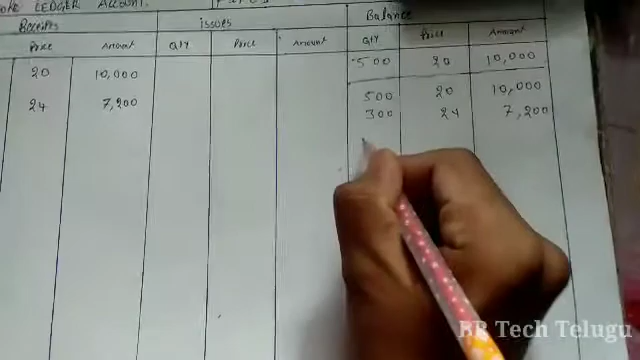 LEDGER Account.
Receipts Issues Balance
Price Amount QTY Price Amount QTY Price Amount
20 10,000 500 20 10,000
24 7,200 500 20 10,000
300 24 7,200
BR Tech Telugu